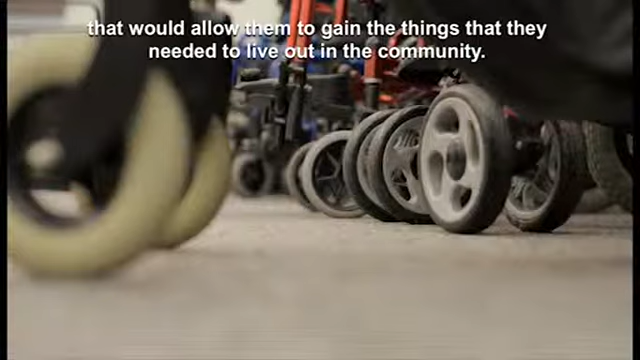 that would allow them to gain the things that they
needed to live out in the community.